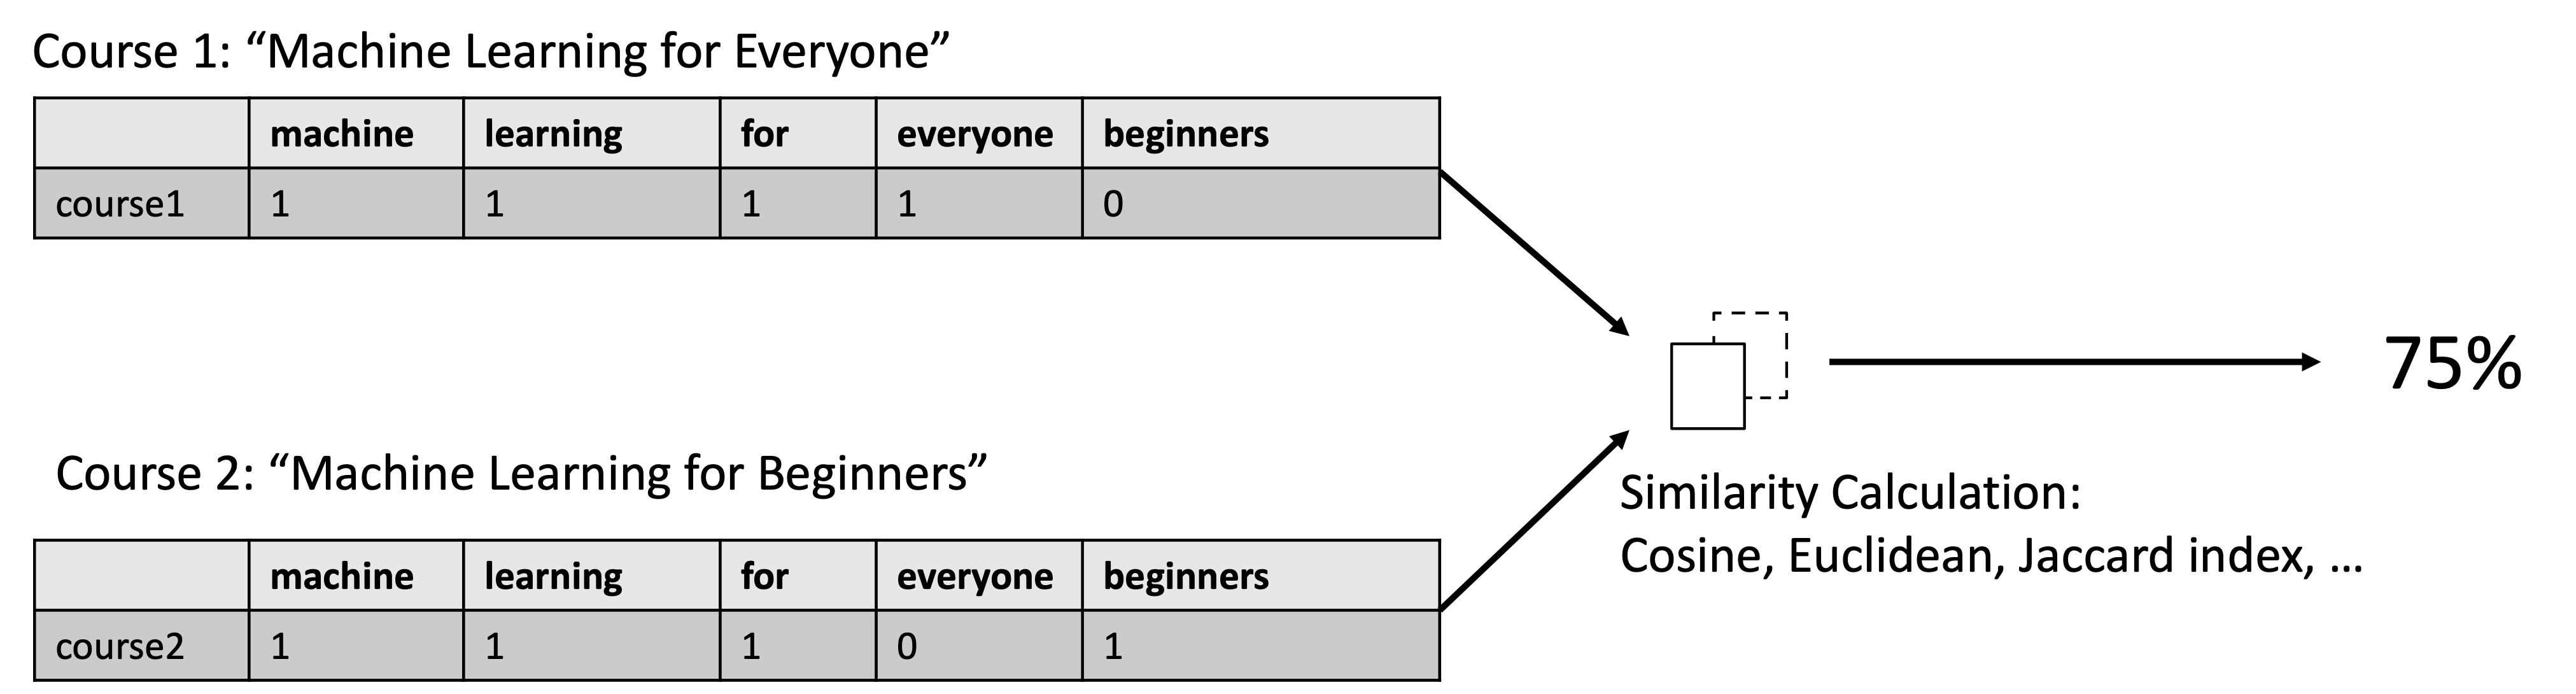 Course 1: “Machine Learning for Everyone”
machine learning for everyone beginners
course1 1 1 1 1 0
75%
Course 2: “Machine Learning for Beginners”
Similarity Calculation:
Cosine, Euclidean, Jaccard index, ...
machine learning for everyone beginners
course2 1 1 1 0 1